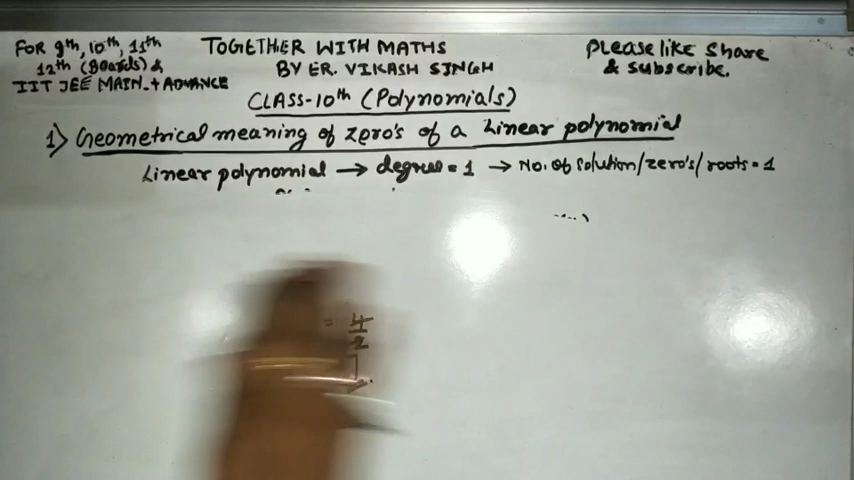 FOR 9th, 10th, 11th
12th (Boards) &
IIT JEE MAIN + ADVANCE
TOGETHER WITH MATHS
BY ER. VIKASH SINGH
Please like share
& subscribe.
CLASS-10th (Polynomials)
1) Geometrical meaning of zero's of a Linear polynomial
Linear polynomial → degree = 1 → No. of solution/zero's/roots = 1
= 4/2